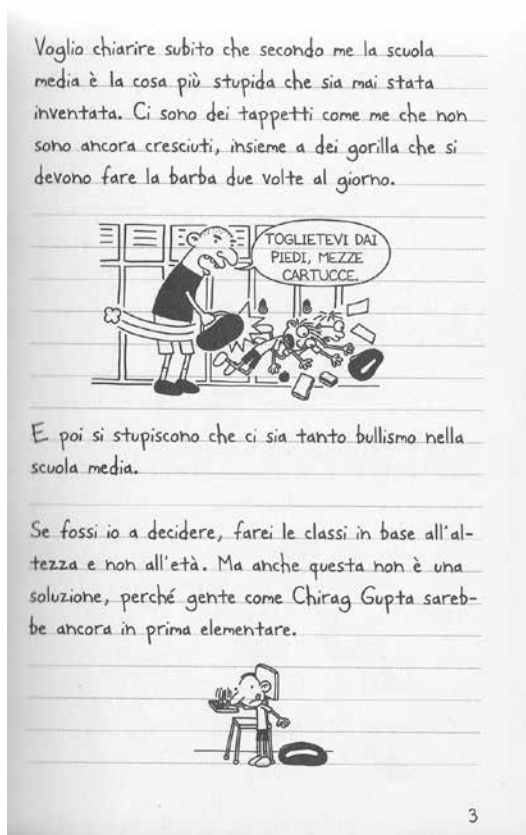 Voglio chiarire subito che secondo me la scuola
media è la cosa più stupida che sia mai stata
inventata. Ci sono dei tappetti come me che non
sono ancora cresciuti, insieme a dei gorilla che si
devono fare la barba due volte al giorno.
TOGLIETEVI DAI
PIEDI, MEZZE
CARTUCCE.
E poi si stupiscono che ci sia tanto bullismo nella
scuola media.
Se fossi io a decidere, farei le classi in base all'al-
tezza e non all'età. Ma anche questa non è una
soluzione, perché gente come Chirag Gupta sareb-
be ancora in prima elementare.
3